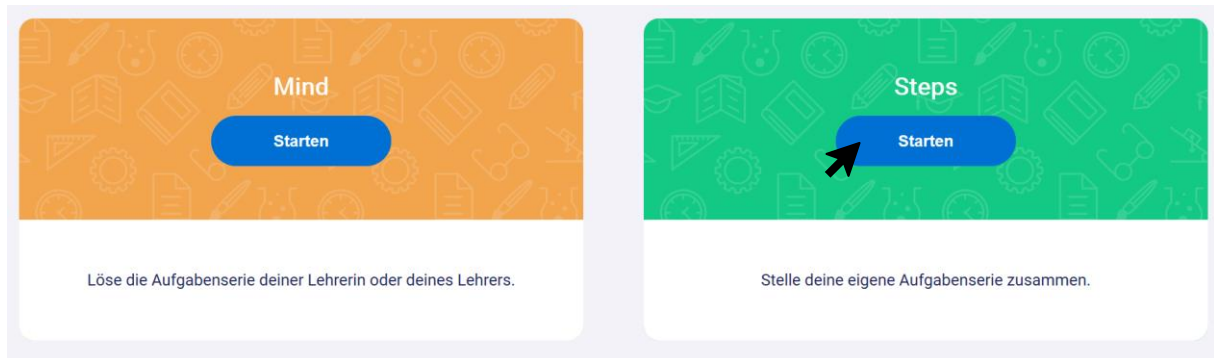 Mind
Starten
Löse die Aufgabenserie deiner Lehrerin oder deines Lehrers.
Steps
Starten
Stelle deine eigene Aufgabenserie zusammen.